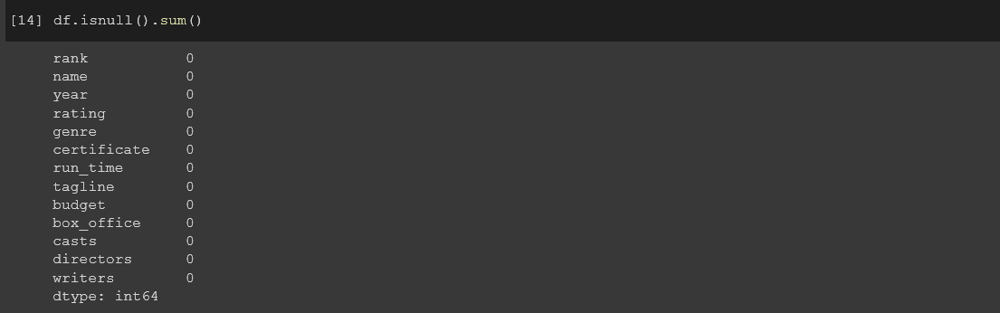 [14] df.isnull().sum()
rank 0
name 0
year 0
rating 0
genre 0
certificate 0
run_time 0
tagline 0
budget 0
box_office 0
casts 0
directors 0
writers 0
dtype: int64